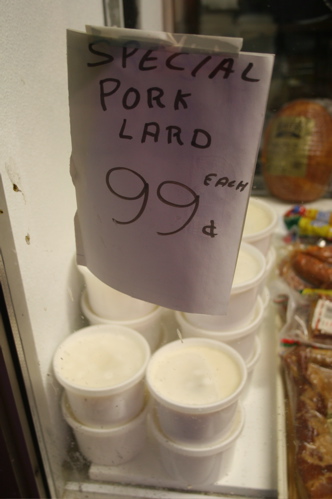 SPECIAL
PORK
LARD
99¢ EACH